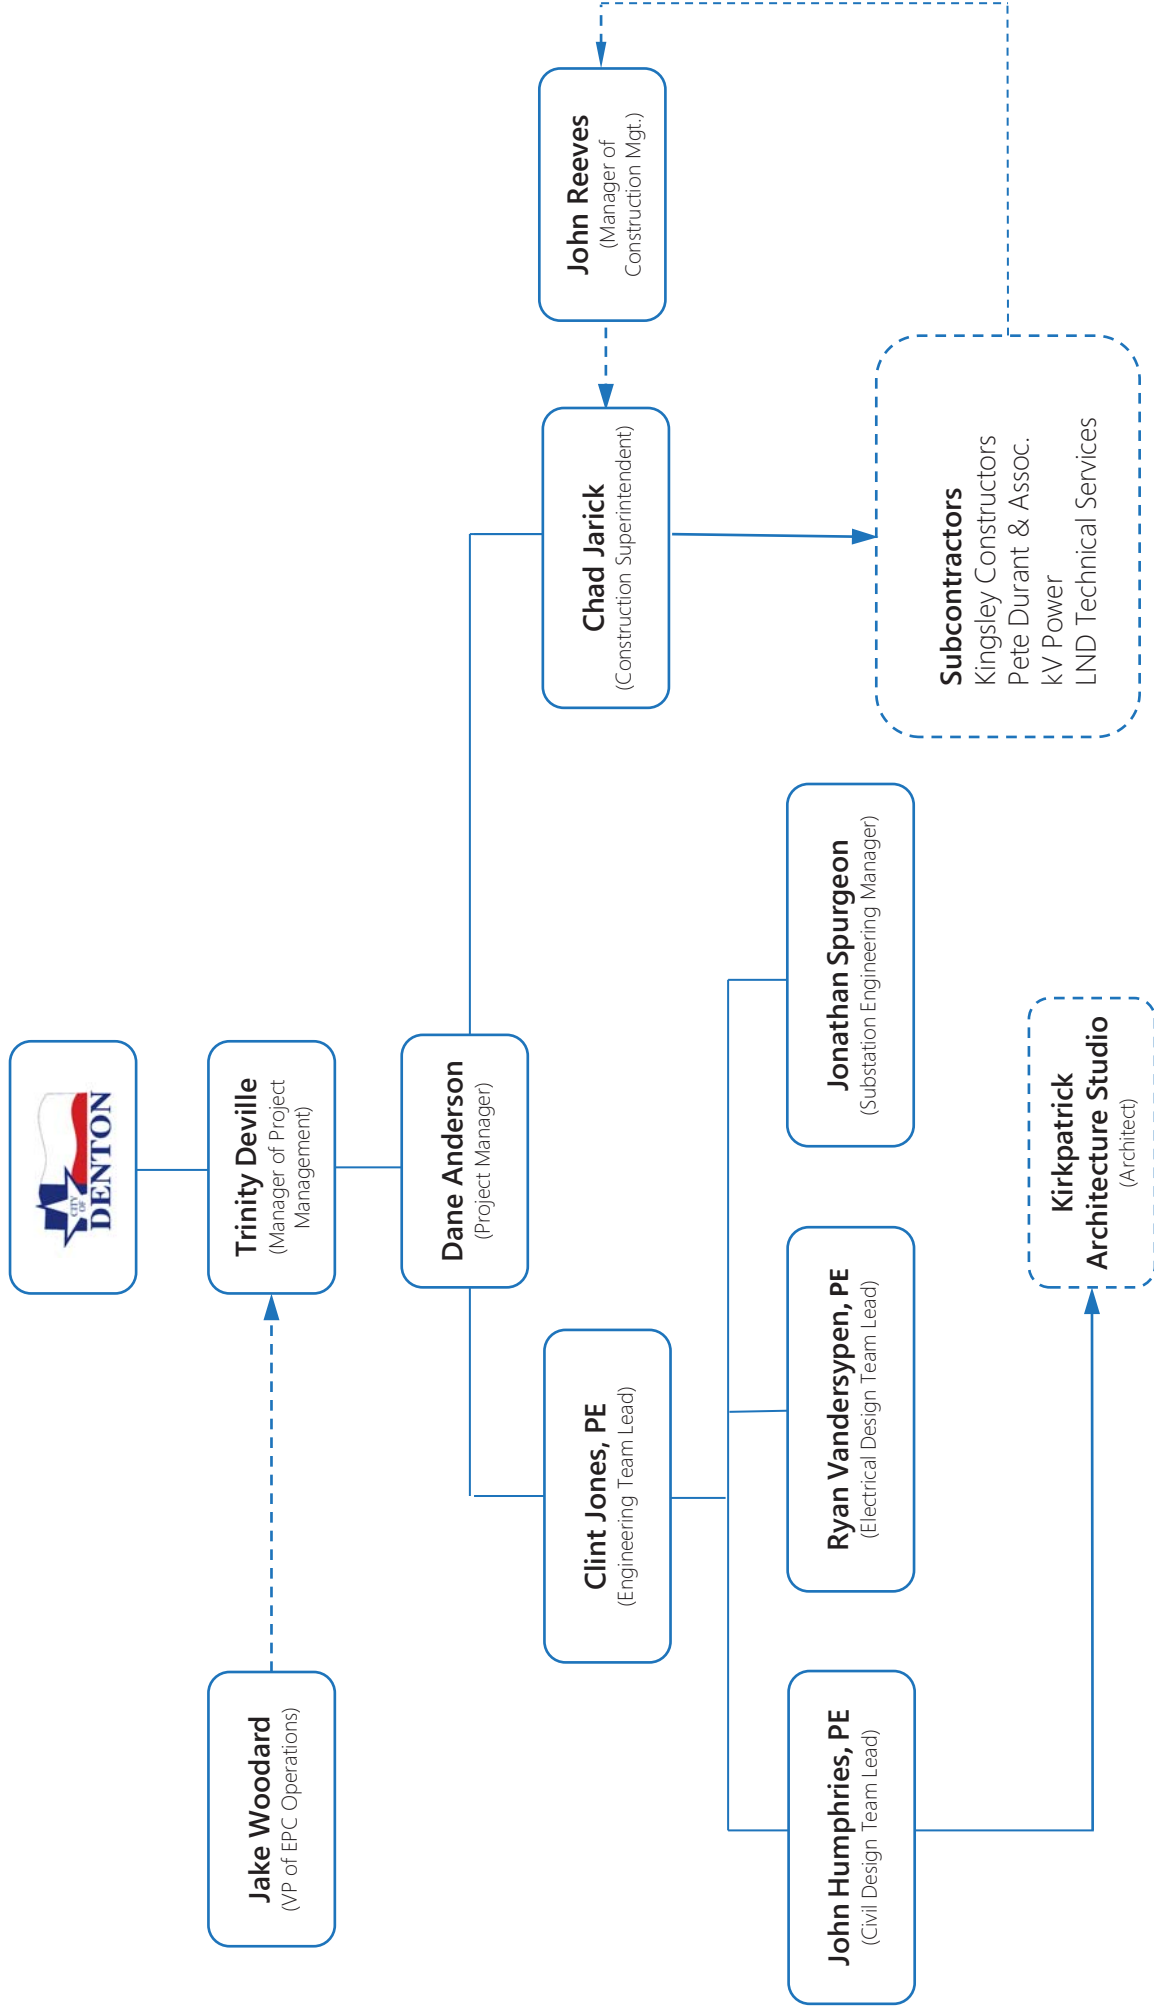 CITY
OF
DENTON
Jake Woodard
(VP of EPC Operations)
Trinity Deville
(Manager of Project
Management)
Dane Anderson
(Project Manager)
Clint Jones, PE
(Engineering Team Lead)
Chad Jarick
(Construction Superintendent)
John Reeves
(Manager of
Construction Mgt.)
John Humphries, PE
(Civil Design Team Lead)
Ryan Vandersypen, PE
(Electrical Design Team Lead)
Jonathan Spurgeon
(Substation Engineering Manager)
Subcontractors
Kingsley Constructors
Pete Durant & Assoc.
kV Power
LND Technical Services
Kirkpatrick
Architecture Studio
(Architect)